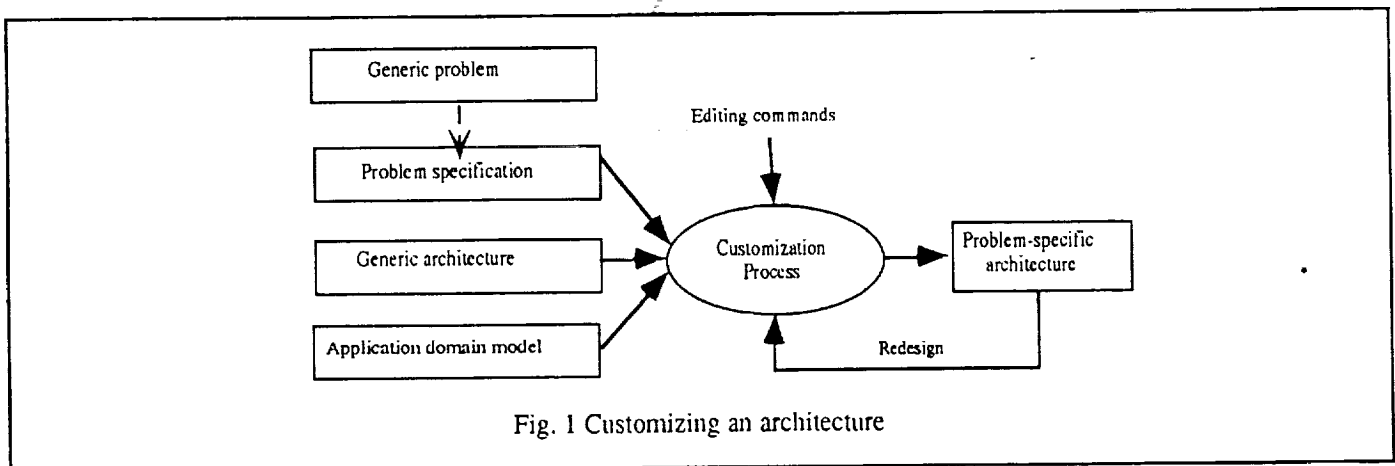 Generic problem
Editing commands
Problem specification
Generic architecture
Customization
Process
Problem-specific
architecture
Application domain model
Redesign
Fig. 1 Customizing an architecture